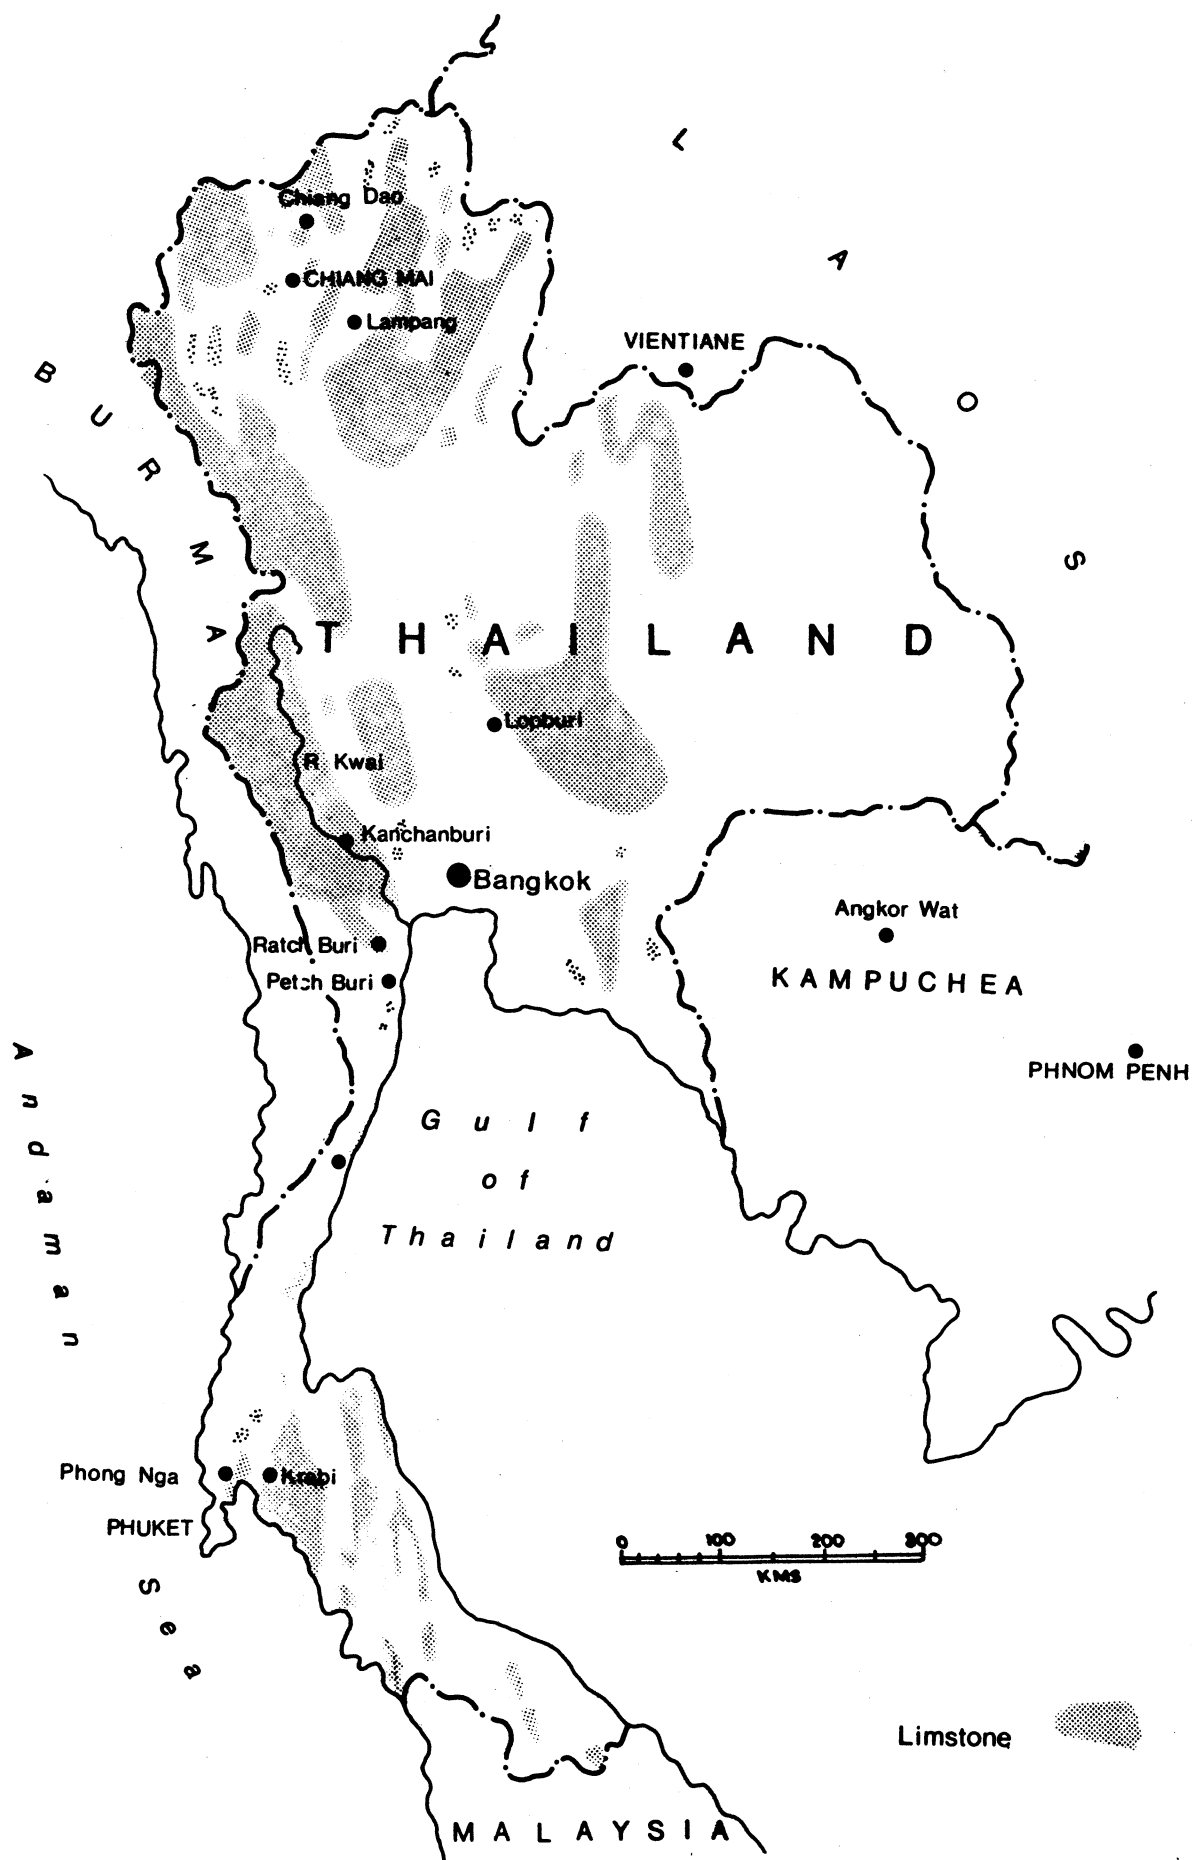 L A O S
Chiang Dao
CHIANG MAI
Lampang
VIENTIANE
B U R M A
T H A I L A N D
Lopburi
R Kwai
Kanchanburi
Bangkok
Angkor Wat
Ratch Buri
KAMPUCHEA
Petch Buri
PHNOM PENH
Andaman Sea
Gulf
of
Thailand
Phong Nga
Krabi
PHUKET
0 100 200 300
KMS
Limstone
MALAYSIA